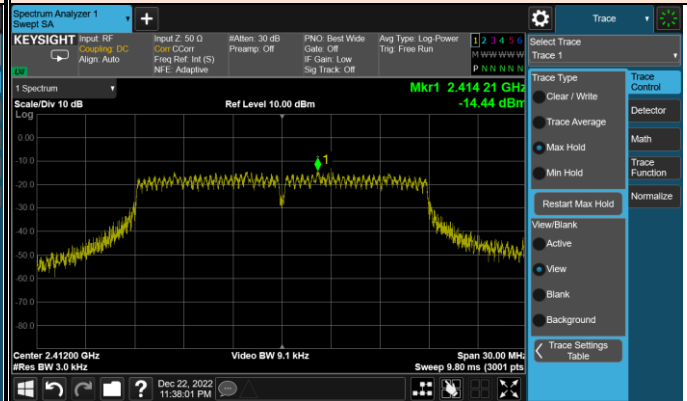 Spectrum Analyzer 1
Swept SA
+
Trace
KEYSIGHT
Input: RF
Coupling: DC
Align: Auto
Input Z: 50 Ω
Corr CCorr
Freq Ref: Int (S)
NFE: Adaptive
#Atten: 30 dB
Preamp: Off
PNO: Best Wide
Gate: Off
IF Gain: Low
Sig Track: Off
Avg Type: Log-Power
Trig: Free Run
1 2 3 4 5 6
M W W W W W
P N N N N N
LXI
Select Trace
Trace 1
1 Spectrum
Mkr1 2.414 21 GHz
Scale/Div 10 dB
Ref Level 10.00 dBm
-14.44 dBm
Log
0.00
-10.0
-20.0
-30.0
-40.0
-50.0
-60.0
-70.0
-80.0
1
Center 2.41200 GHz
#Res BW 3.0 kHz
Video BW 9.1 kHz
Span 30.00 MHz
Sweep 9.80 ms (3001 pts)
Trace Type
Clear / Write
Trace Average
Max Hold
Min Hold
Restart Max Hold
View/Blank
Active
View
Blank
Background
Trace Settings
Table
Trace
Control
Detector
Math
Trace
Function
Normalize
?
Dec 22, 2022
11:38:01 PM